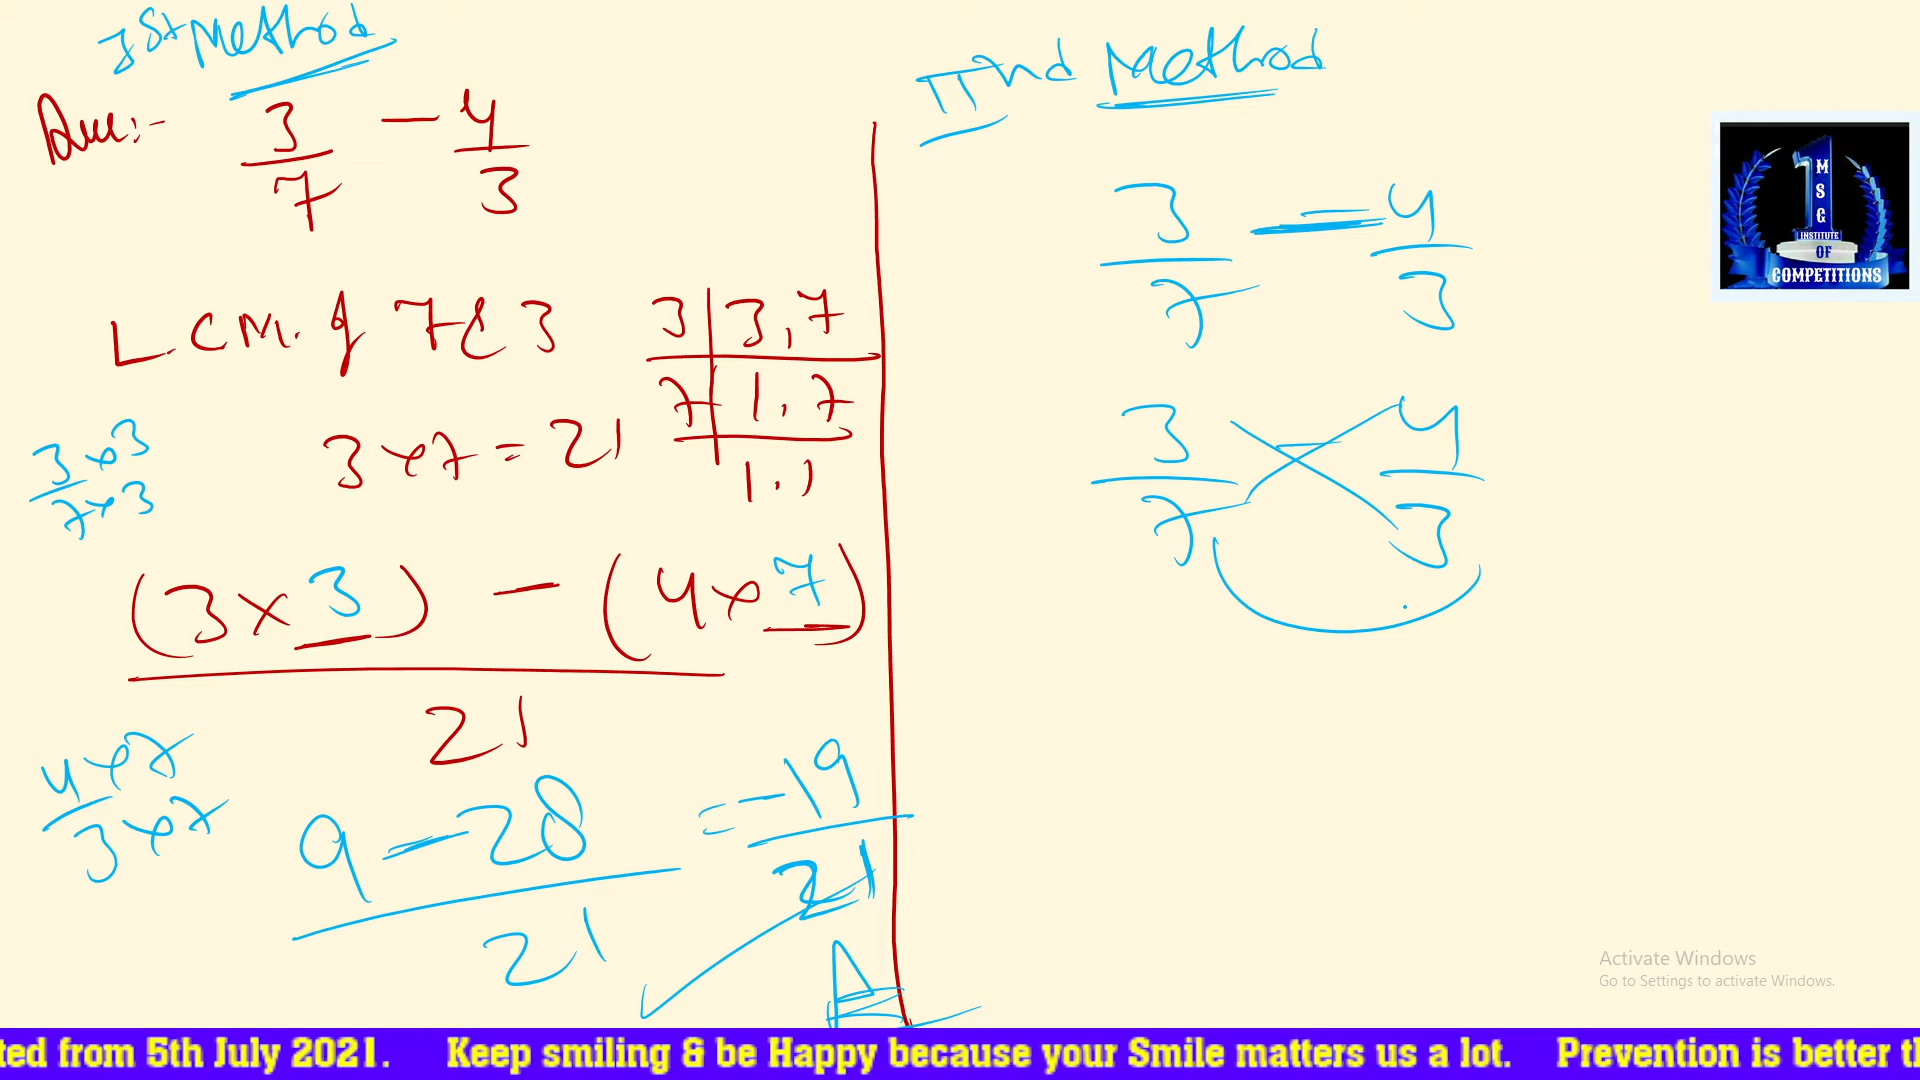 1st Method
Que:- 3/7 - 4/3
L.C.M. of 7 & 3
3 | 3, 7
7 | 1, 7
1, 1
3 × 7 = 21
3×3/7×3
(3 × 3) - (4 × 7)
21
4×7/3×7
9 - 28/21 = -19/21
A
IInd Method
3/7 - 4/3
3/7 4/3
1
MSG
INSTITUTE
OF
COMPETITIONS
Activate Windows
Go to Settings to activate Windows.
ted from 5th July 2021. Keep smiling & be Happy because your Smile matters us a lot. Prevention is better th